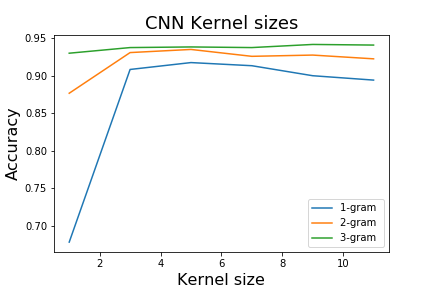 CNN Kernel sizes
0.95
0.90
0.85
0.80
0.75
0.70
Accuracy
1-gram
2-gram
3-gram
2 4 6 8 10
Kernel size